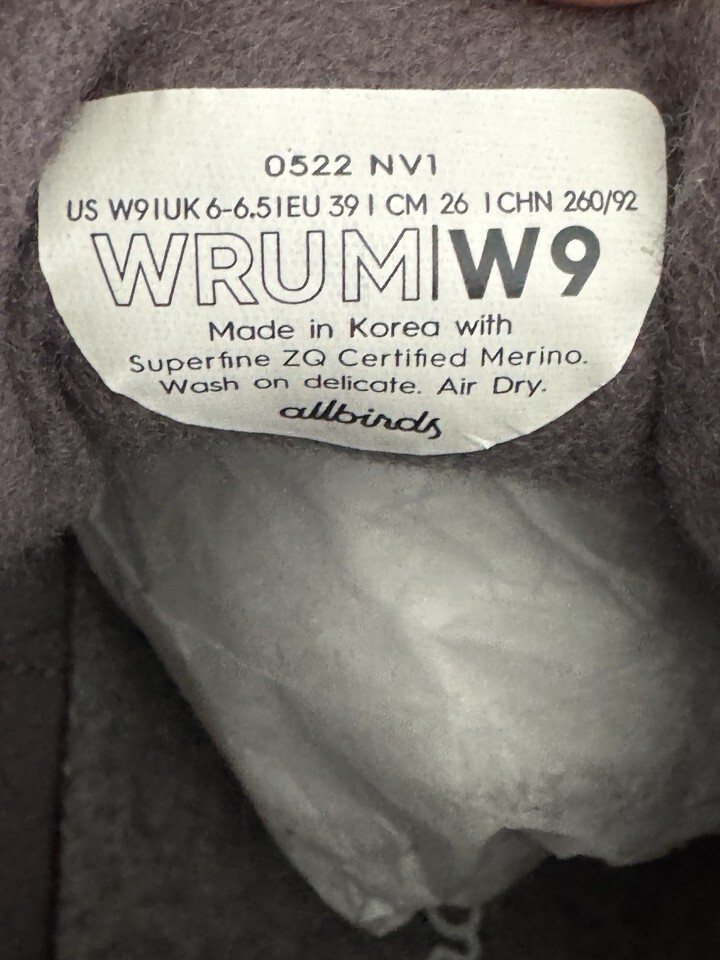 0522 NV1
US W9|UK 6-6.5|EU 39 | CM 26 | CHN 260/92
WRUM|W9
Made in Korea with
Superfine ZQ Certified Merino.
Wash on delicate. Air Dry.
allbirds